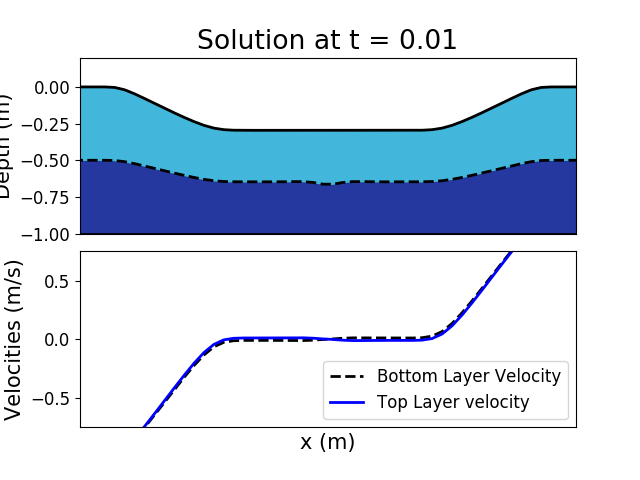 Solution at t = 0.01
Depth (m)
0.00
−0.25
−0.50
−0.75
−1.00
Velocities (m/s)
0.5
0.0
−0.5
Bottom Layer Velocity
Top Layer velocity
x (m)